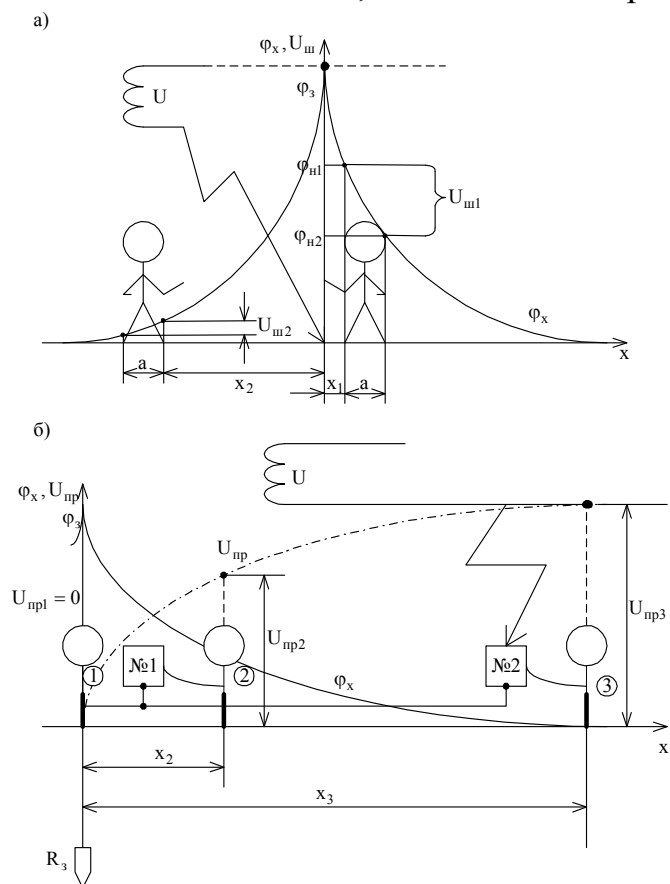 а)
φх, Uш
φз
U
φн1
Uш1
φн2
Uш2
φх
x
a
x2
x1
a
б)
U
φх, Uпр
φз
Uпр
Uпр1 = 0
Uпр2
Uпр3
№1
№2
1
2
3
φх
x
x2
x3
Rз